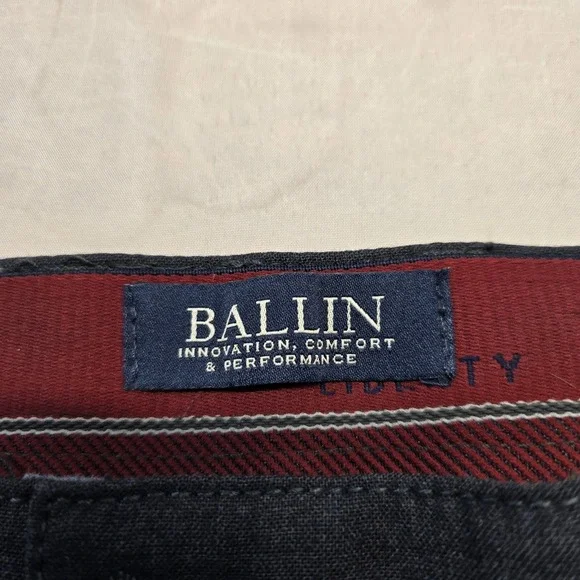 BALLIN
INNOVATION, COMFORT
& PERFORMANCE